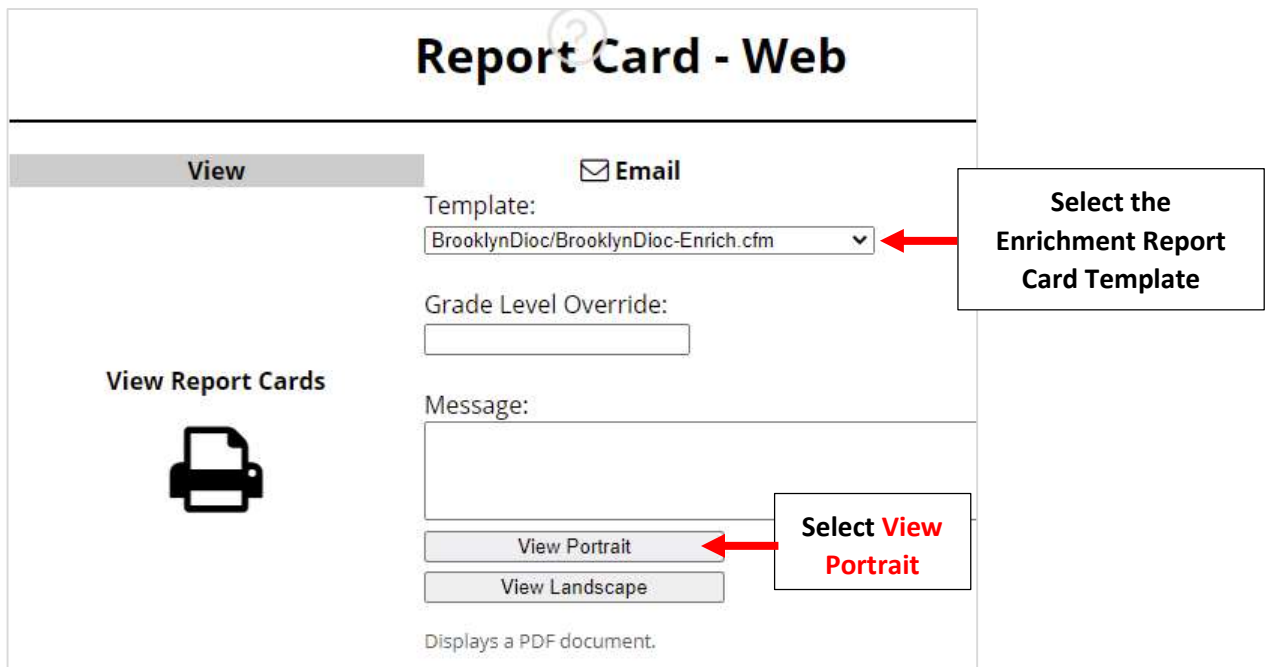 ?
Report Card - Web
View
Email
Template:
BrooklynDioc/BrooklynDioc-Enrich.cfm
Select the
Enrichment Report
Card Template
Grade Level Override:
View Report Cards
Message:
Select View
Portrait
View Portrait
View Landscape
Displays a PDF document.